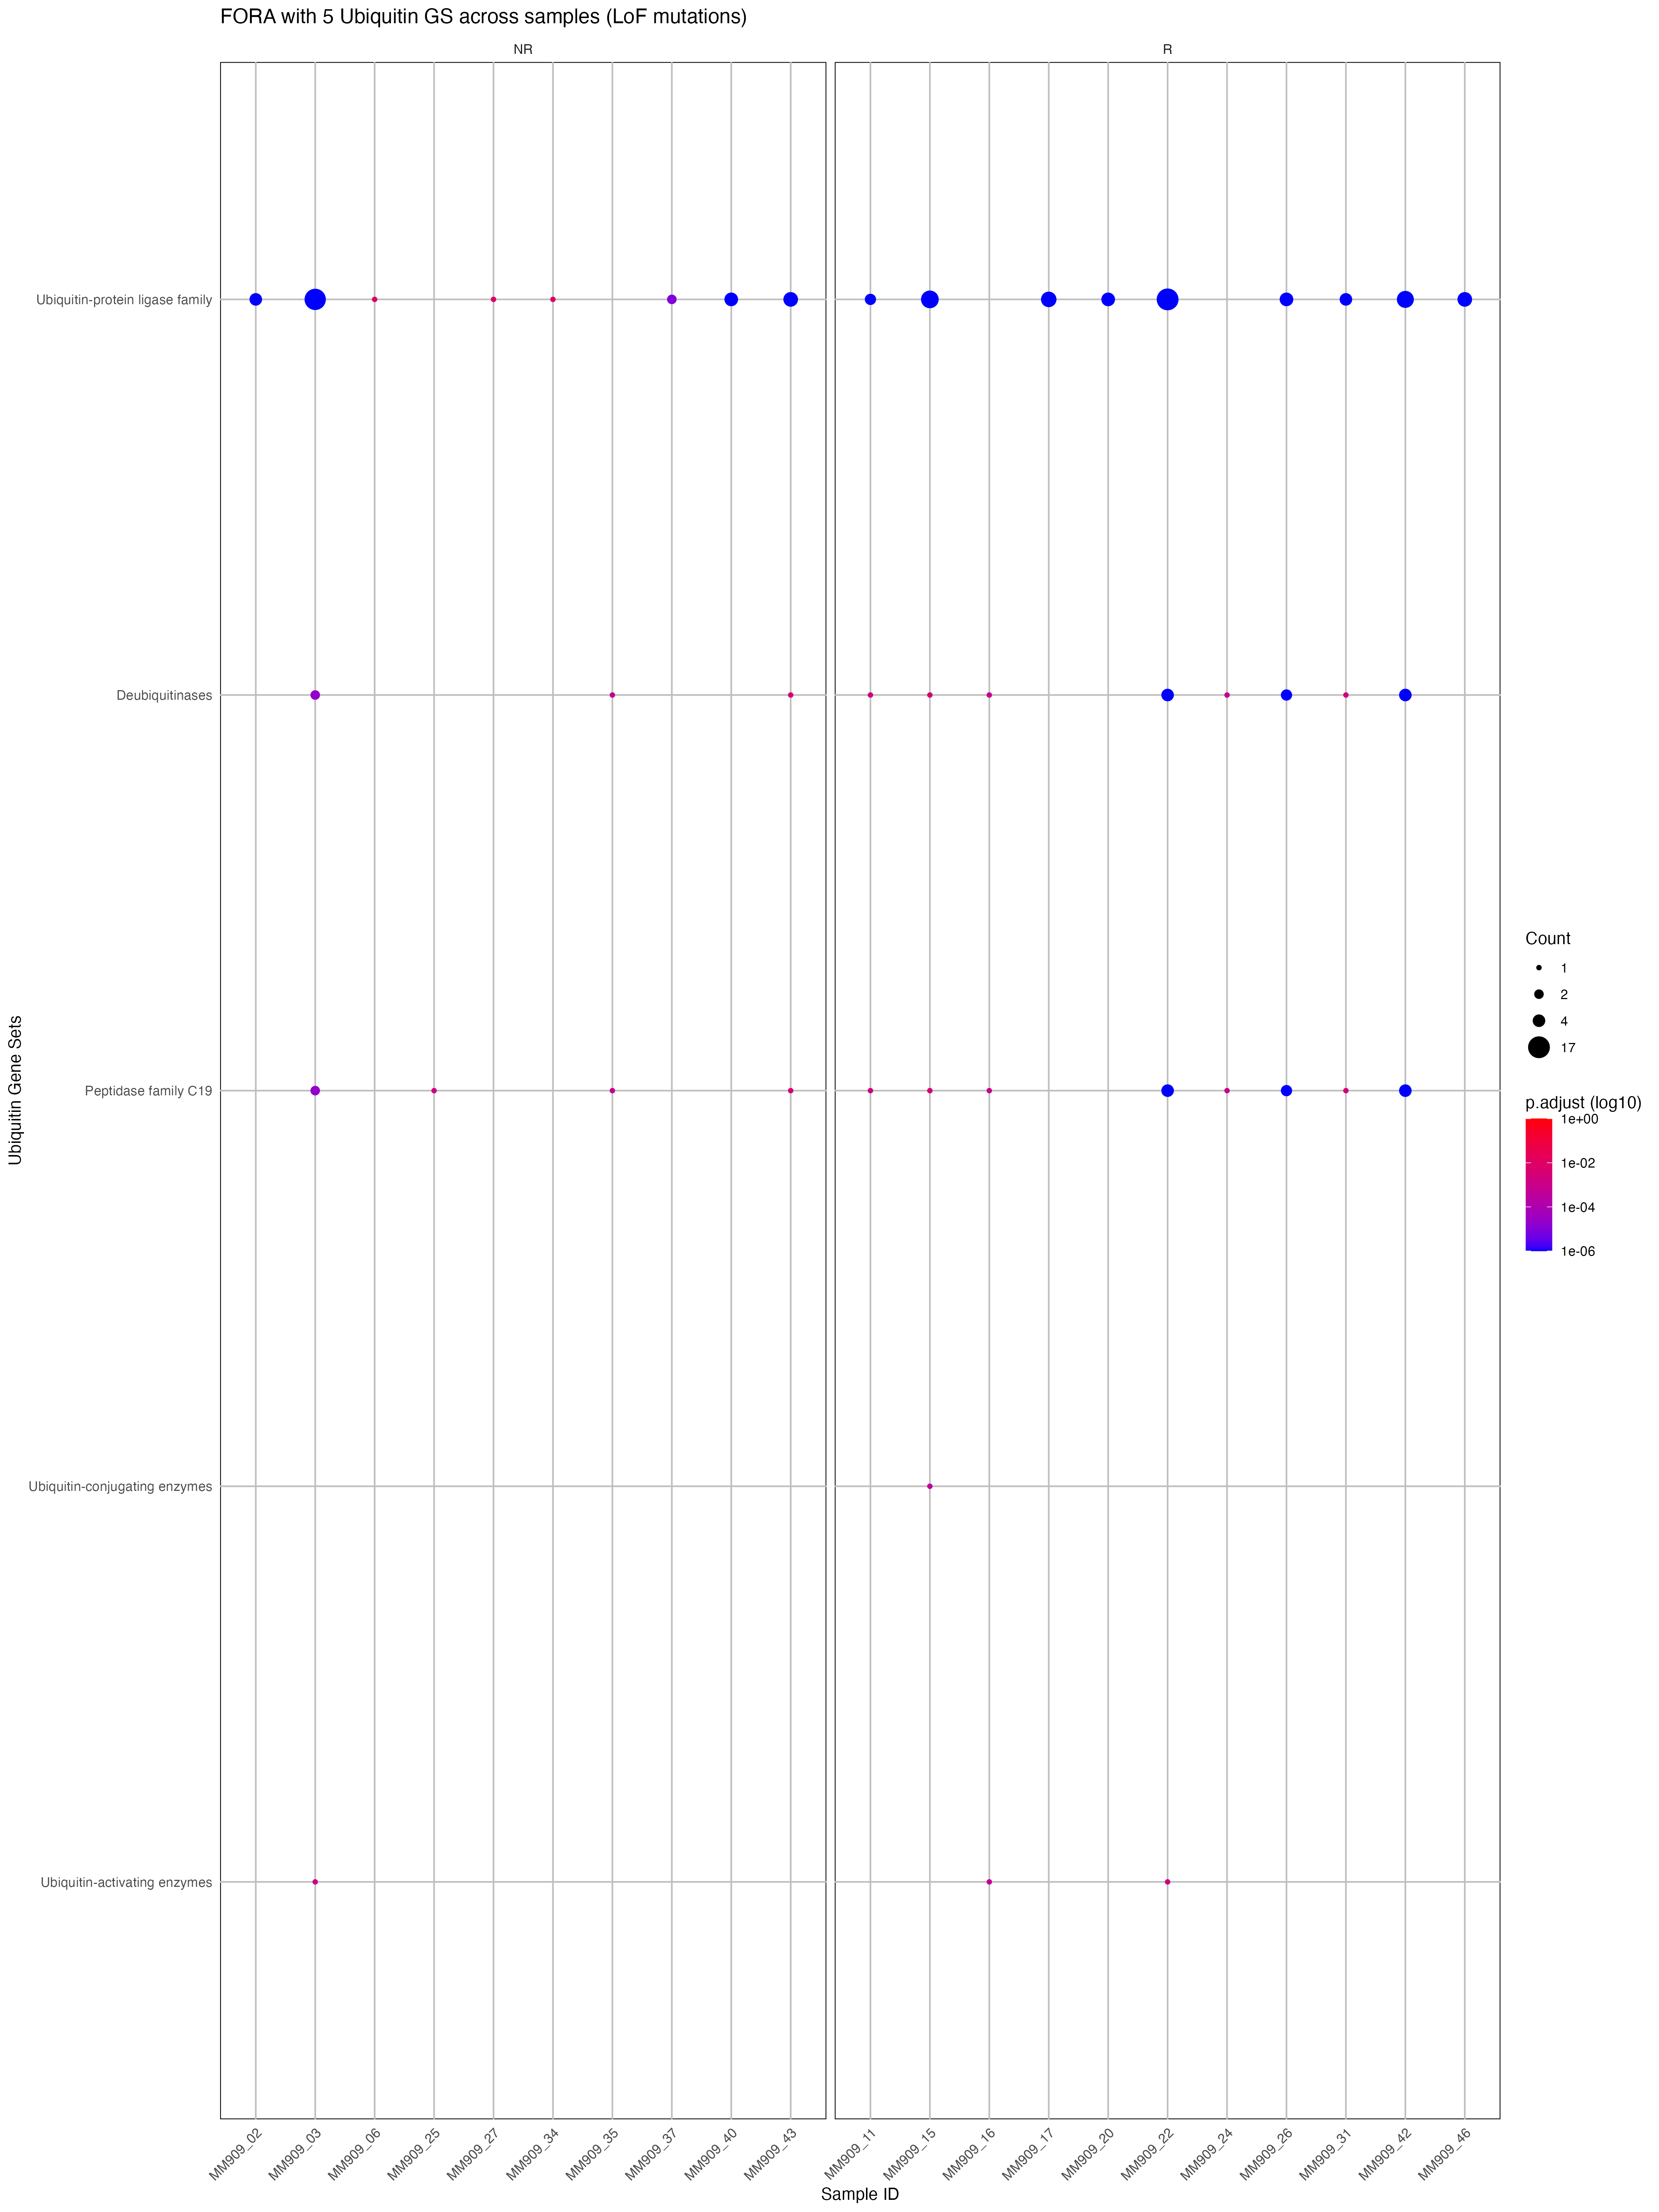 FORA with 5 Ubiquitin GS across samples (LoF mutations)
NR
R
Ubiquitin Gene Sets
Ubiquitin-protein ligase family
Deubiquitinases
Peptidase family C19
Ubiquitin-conjugating enzymes
Ubiquitin-activating enzymes
MM909_02
MM909_03
MM909_06
MM909_25
MM909_27
MM909_34
MM909_35
MM909_37
MM909_40
MM909_43
MM909_11
MM909_15
MM909_16
MM909_17
MM909_20
MM909_22
MM909_24
MM909_26
MM909_31
MM909_42
MM909_46
Sample ID
Count
1
2
4
17
p.adjust (log10)
1e+00
1e-02
1e-04
1e-06